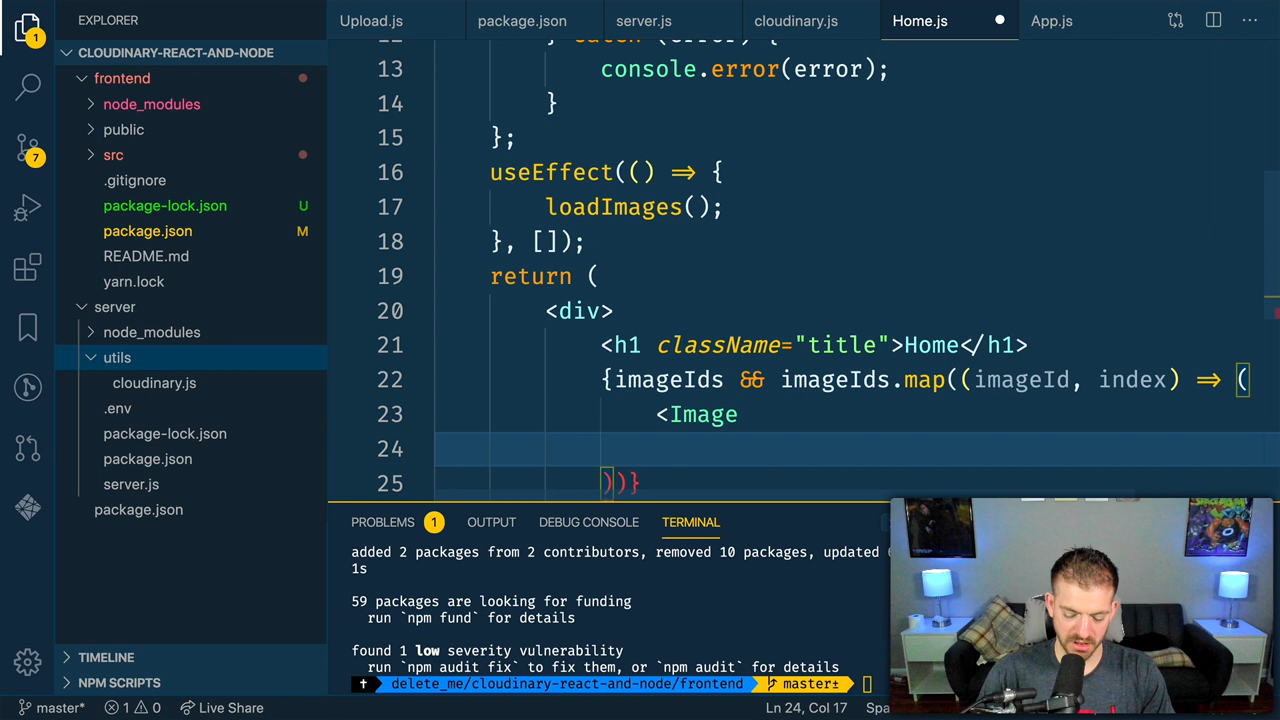 EXPLORER
Upload.js
package.json
server.js
cloudinary.js
Home.js
App.js
1
CLOUDINARY-REACT-AND-NODE
frontend
node_modules
public
src
.gitignore
package-lock.json U
package.json M
README.md
yarn.lock
server
node_modules
utils
cloudinary.js
.env
package-lock.json
package.json
server.js
package.json
TIMELINE
NPM SCRIPTS
7
13 console.error(error);
14 }
15 };
16 useEffect(() => {
17 loadImages();
18 }, []);
19 return (
20 <div>
21 <h1 className="title">Home</h1>
22 {imageIds && imageIds.map((imageId, index) => (
23 <Image
24
25 ))}
PROBLEMS 1 OUTPUT DEBUG CONSOLE TERMINAL
added 2 packages from 2 contributors, removed 10 packages, updated
1s
59 packages are looking for funding
run `npm fund` for details
found 1 low severity vulnerability
run `npm audit fix` to fix them, or `npm audit` for details
delete_me/cloudinary-react-and-node/frontend master±
master* 1 0 Live Share Ln 24, Col 17